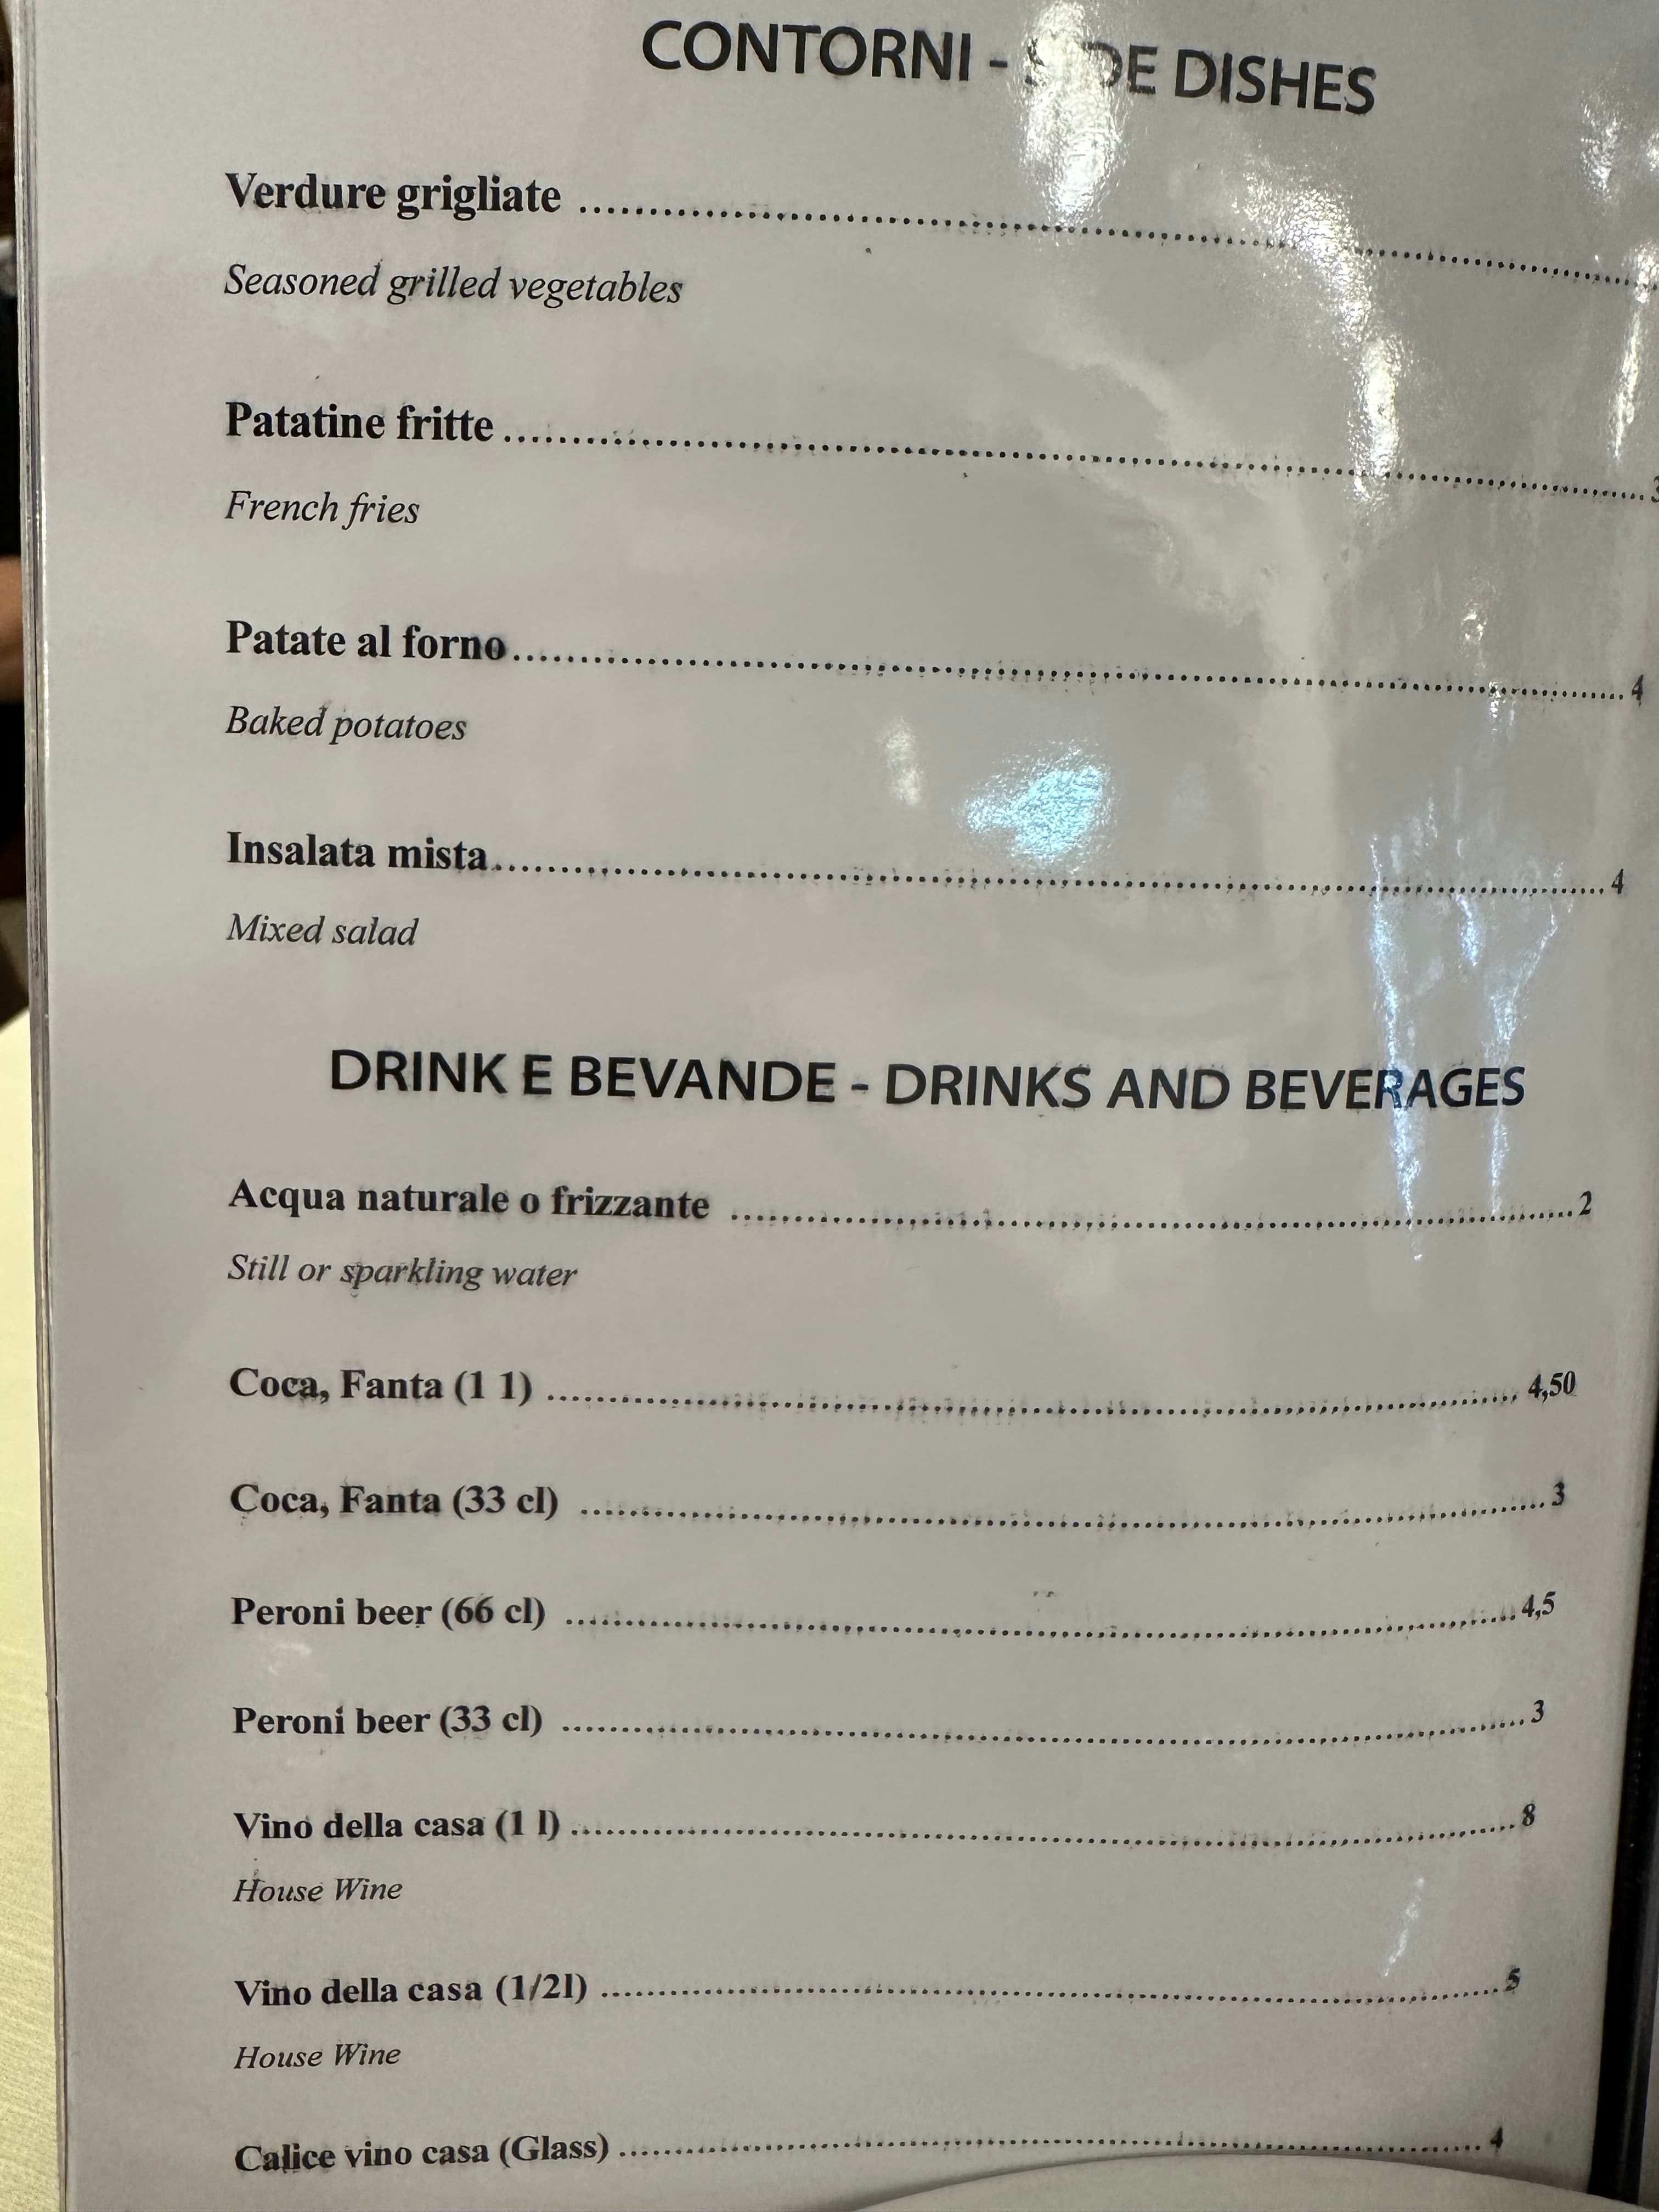 CONTORNI - SIDE DISHES
Verdure grigliate ........................................................
Seasoned grilled vegetables
Patatine fritte ........................................................
French fries
Patate al forno........................................................4
Baked potatoes
Insalata mista........................................................4
Mixed salad
DRINK E BEVANDE - DRINKS AND BEVERAGES
Acqua naturale o frizzante ........................................................2
Still or sparkling water
Coca, Fanta (1 1) ........................................................ 4,50
Coca, Fanta (33 cl) ........................................................3
Peroni beer (66 cl) ........................................................4,5
Peroni beer (33 cl) ........................................................3
Vino della casa (1 l) ........................................................8
House Wine
Vino della casa (1/2l) ........................................................5
House Wine
Calice vino casa (Glass) ........................................................4